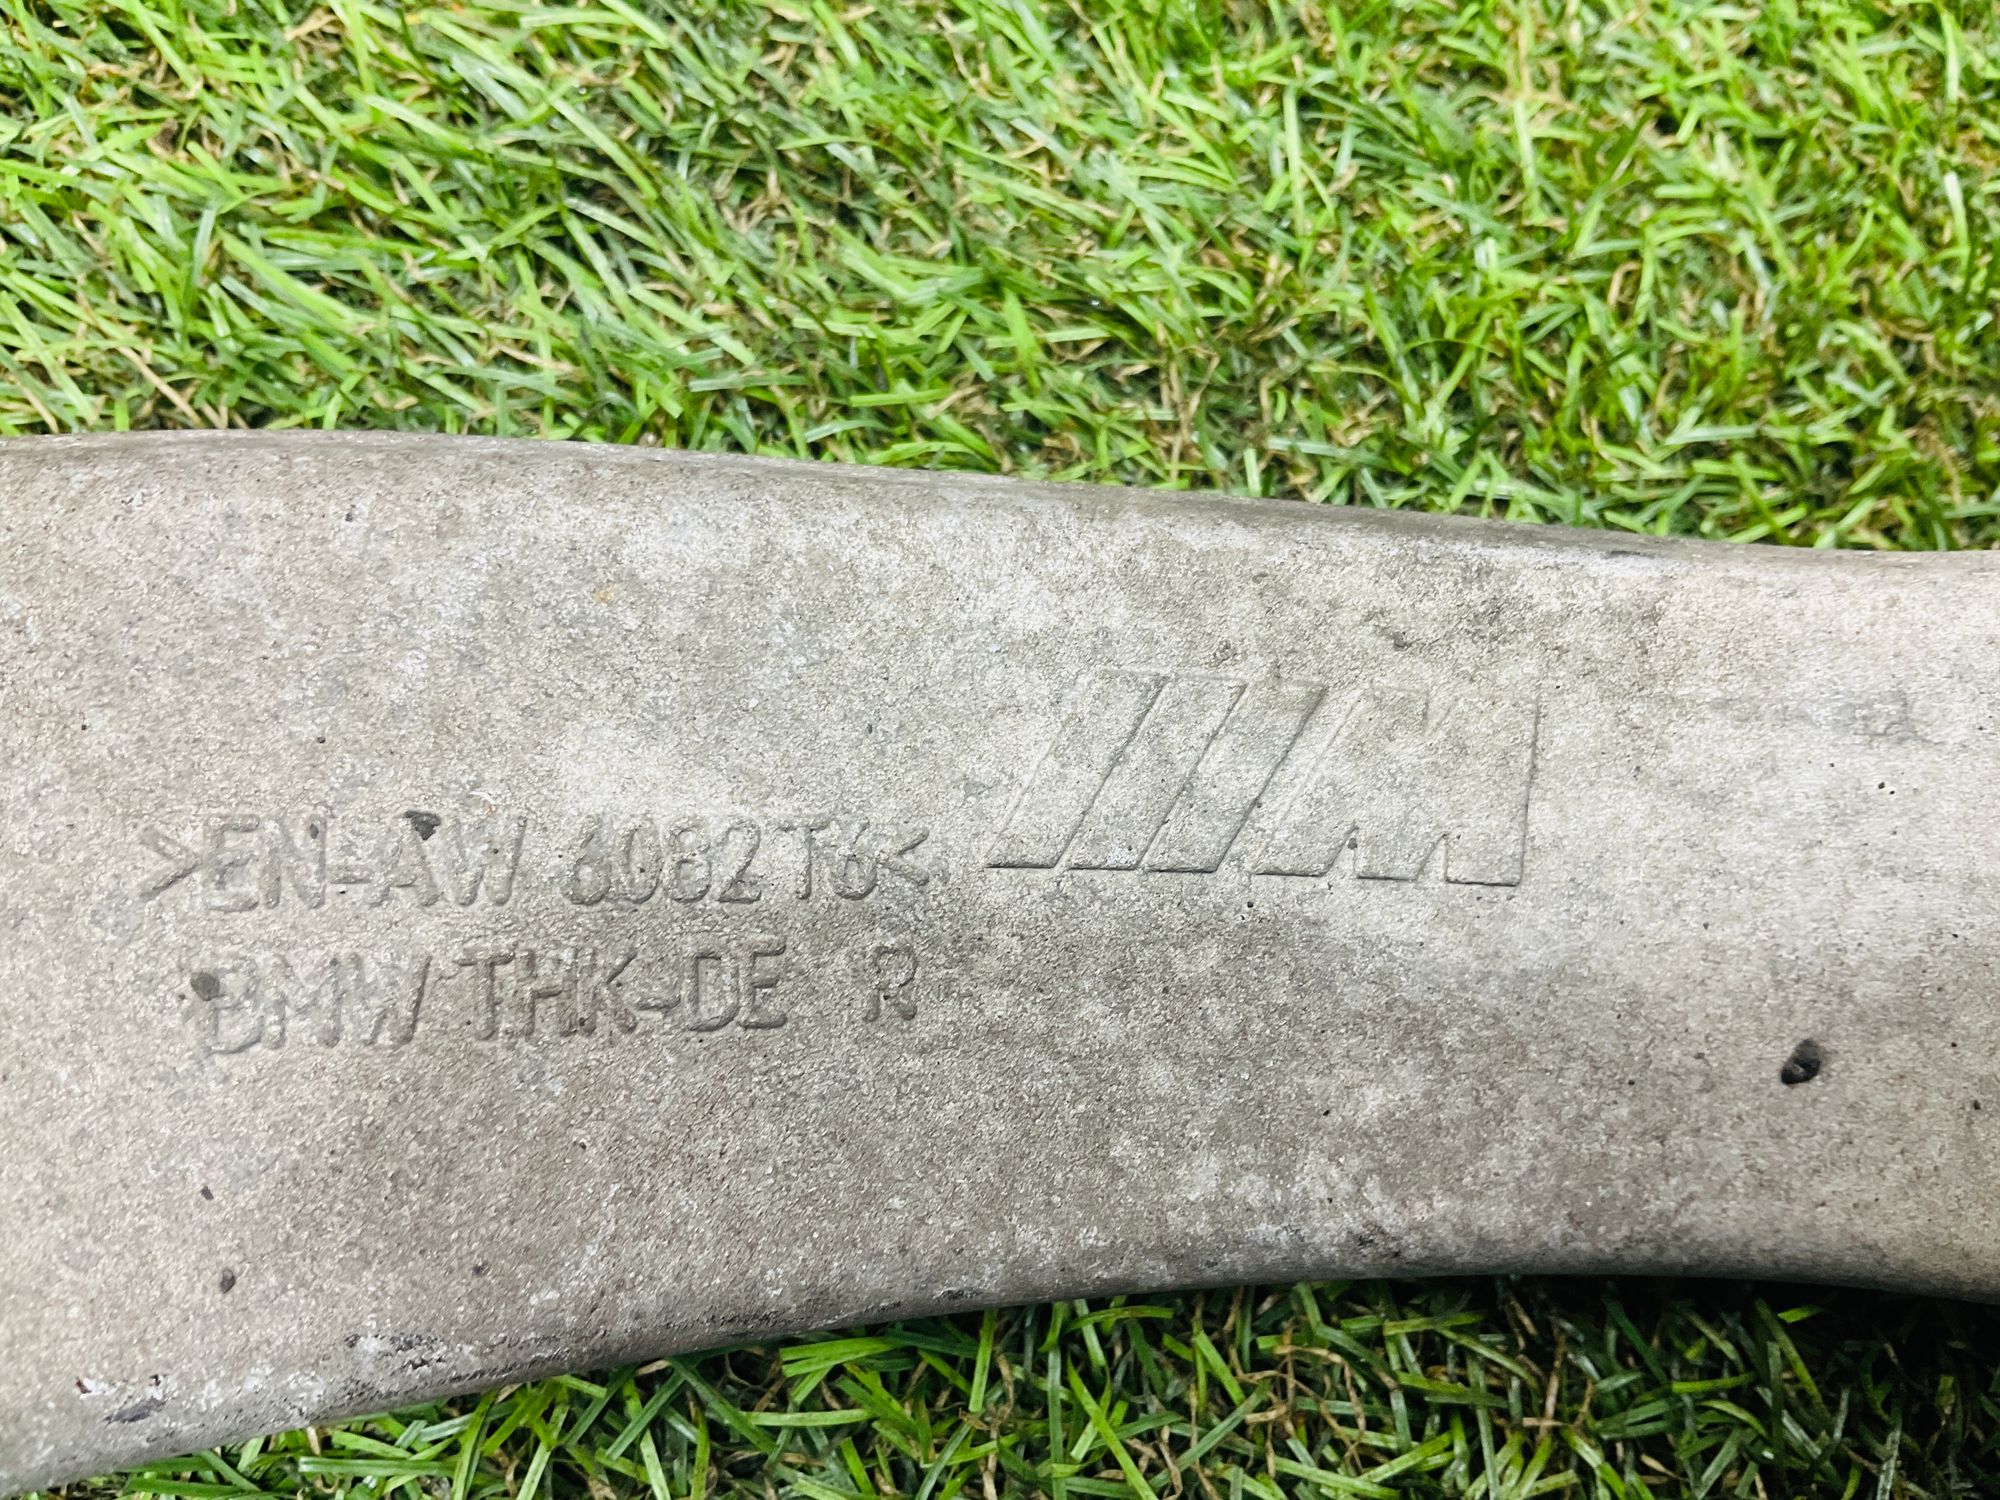 >EN-AW 6082 T6<
BMW THK-DE R
M